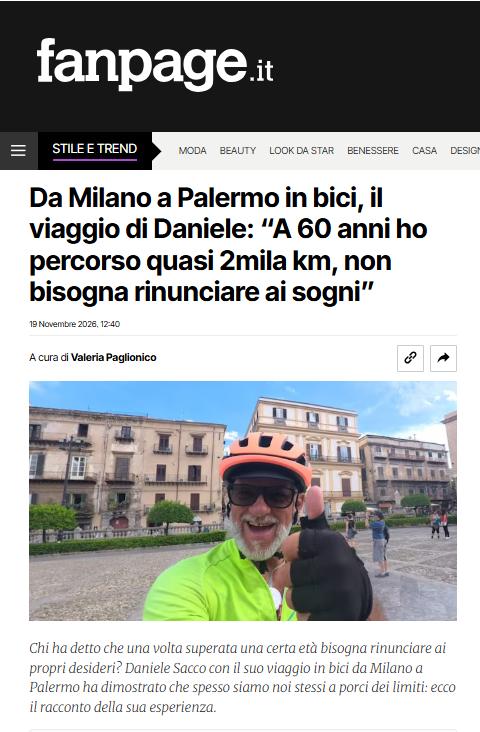 fanpage.it
STILE E TREND MODA BEAUTY LOOK DA STAR BENESSERE CASA DESIGN
Da Milano a Palermo in bici, il
viaggio di Daniele: “A 60 anni ho
percorso quasi 2mila km, non
bisogna rinunciare ai sogni”
19 Novembre 2026, 12:40
A cura di Valeria Paglionico
Chi ha detto che una volta superata una certa età bisogna rinunciare ai
propri desideri? Daniele Sacco con il suo viaggio in bici da Milano a
Palermo ha dimostrato che spesso siamo noi stessi a porci dei limiti: ecco
il racconto della sua esperienza.